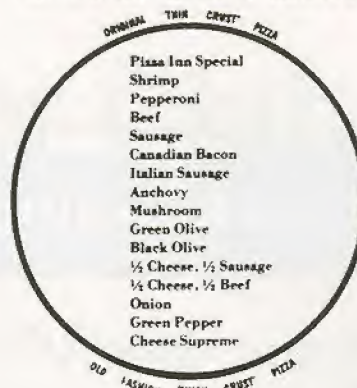 ORIGINAL THIN CRUST PIZZA
Pizza Inn Special
Shrimp
Pepperoni
Beef
Sausage
Canadian Bacon
Italian Sausage
Anchovy
Mushroom
Green Olive
Black Olive
½ Cheese, ½ Sausage
½ Cheese, ½ Beef
Onion
Green Pepper
Cheese Supreme
OLD CRUST PIZZA